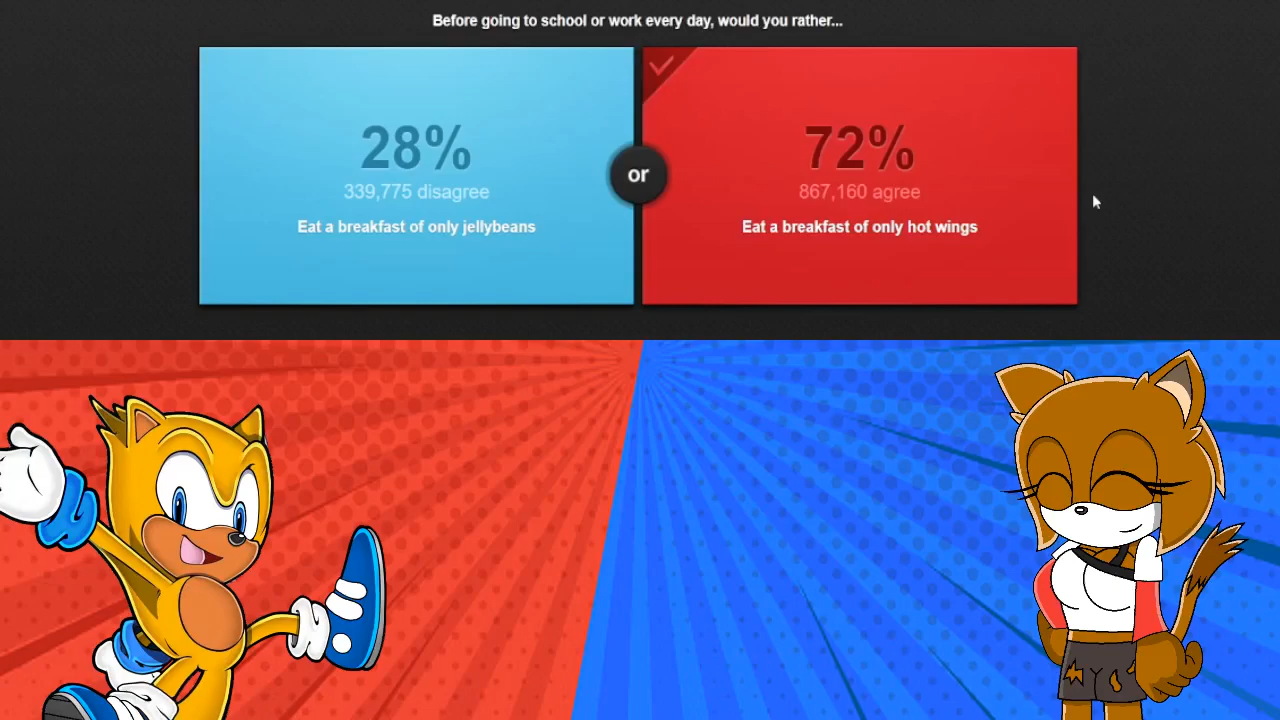 Before going to school or work every day, would you rather...
28%
339,775 disagree
Eat a breakfast of only jellybeans
or
72%
867,160 agree
Eat a breakfast of only hot wings